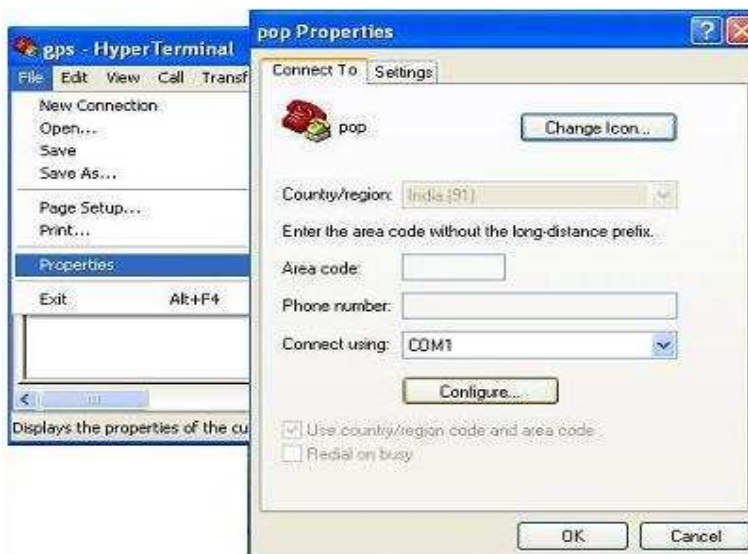 gps - HyperTerminal
File Edit View Call Transf
New Connection
Open...
Save
Save As...
Page Setup...
Print...
Properties
Exit Alt+F4
Displays the properties of the cu
pop Properties
Connect To Settings
pop
Change Icon...
Country/region: India (91)
Enter the area code without the long-distance prefix.
Area code:
Phone number:
Connect using: COM1
Configure...
Use country/region code and area code
Redial on busy
OK Cancel